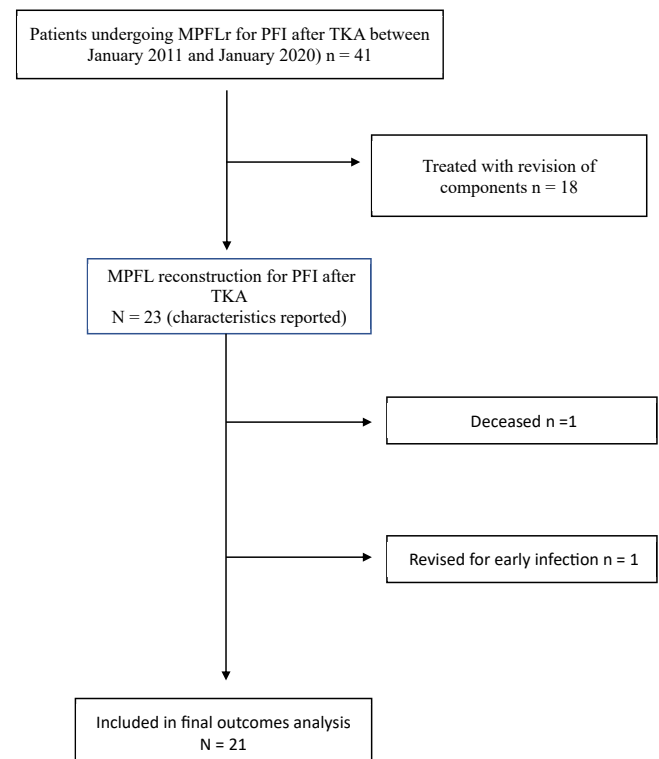 Patients undergoing MPFLr for PFI after TKA between
January 2011 and January 2020) n = 41
Treated with revision of
components n = 18
MPFL reconstruction for PFI after
TKA
N = 23 (characteristics reported)
Deceased n =1
Revised for early infection n = 1
Included in final outcomes analysis
N = 21